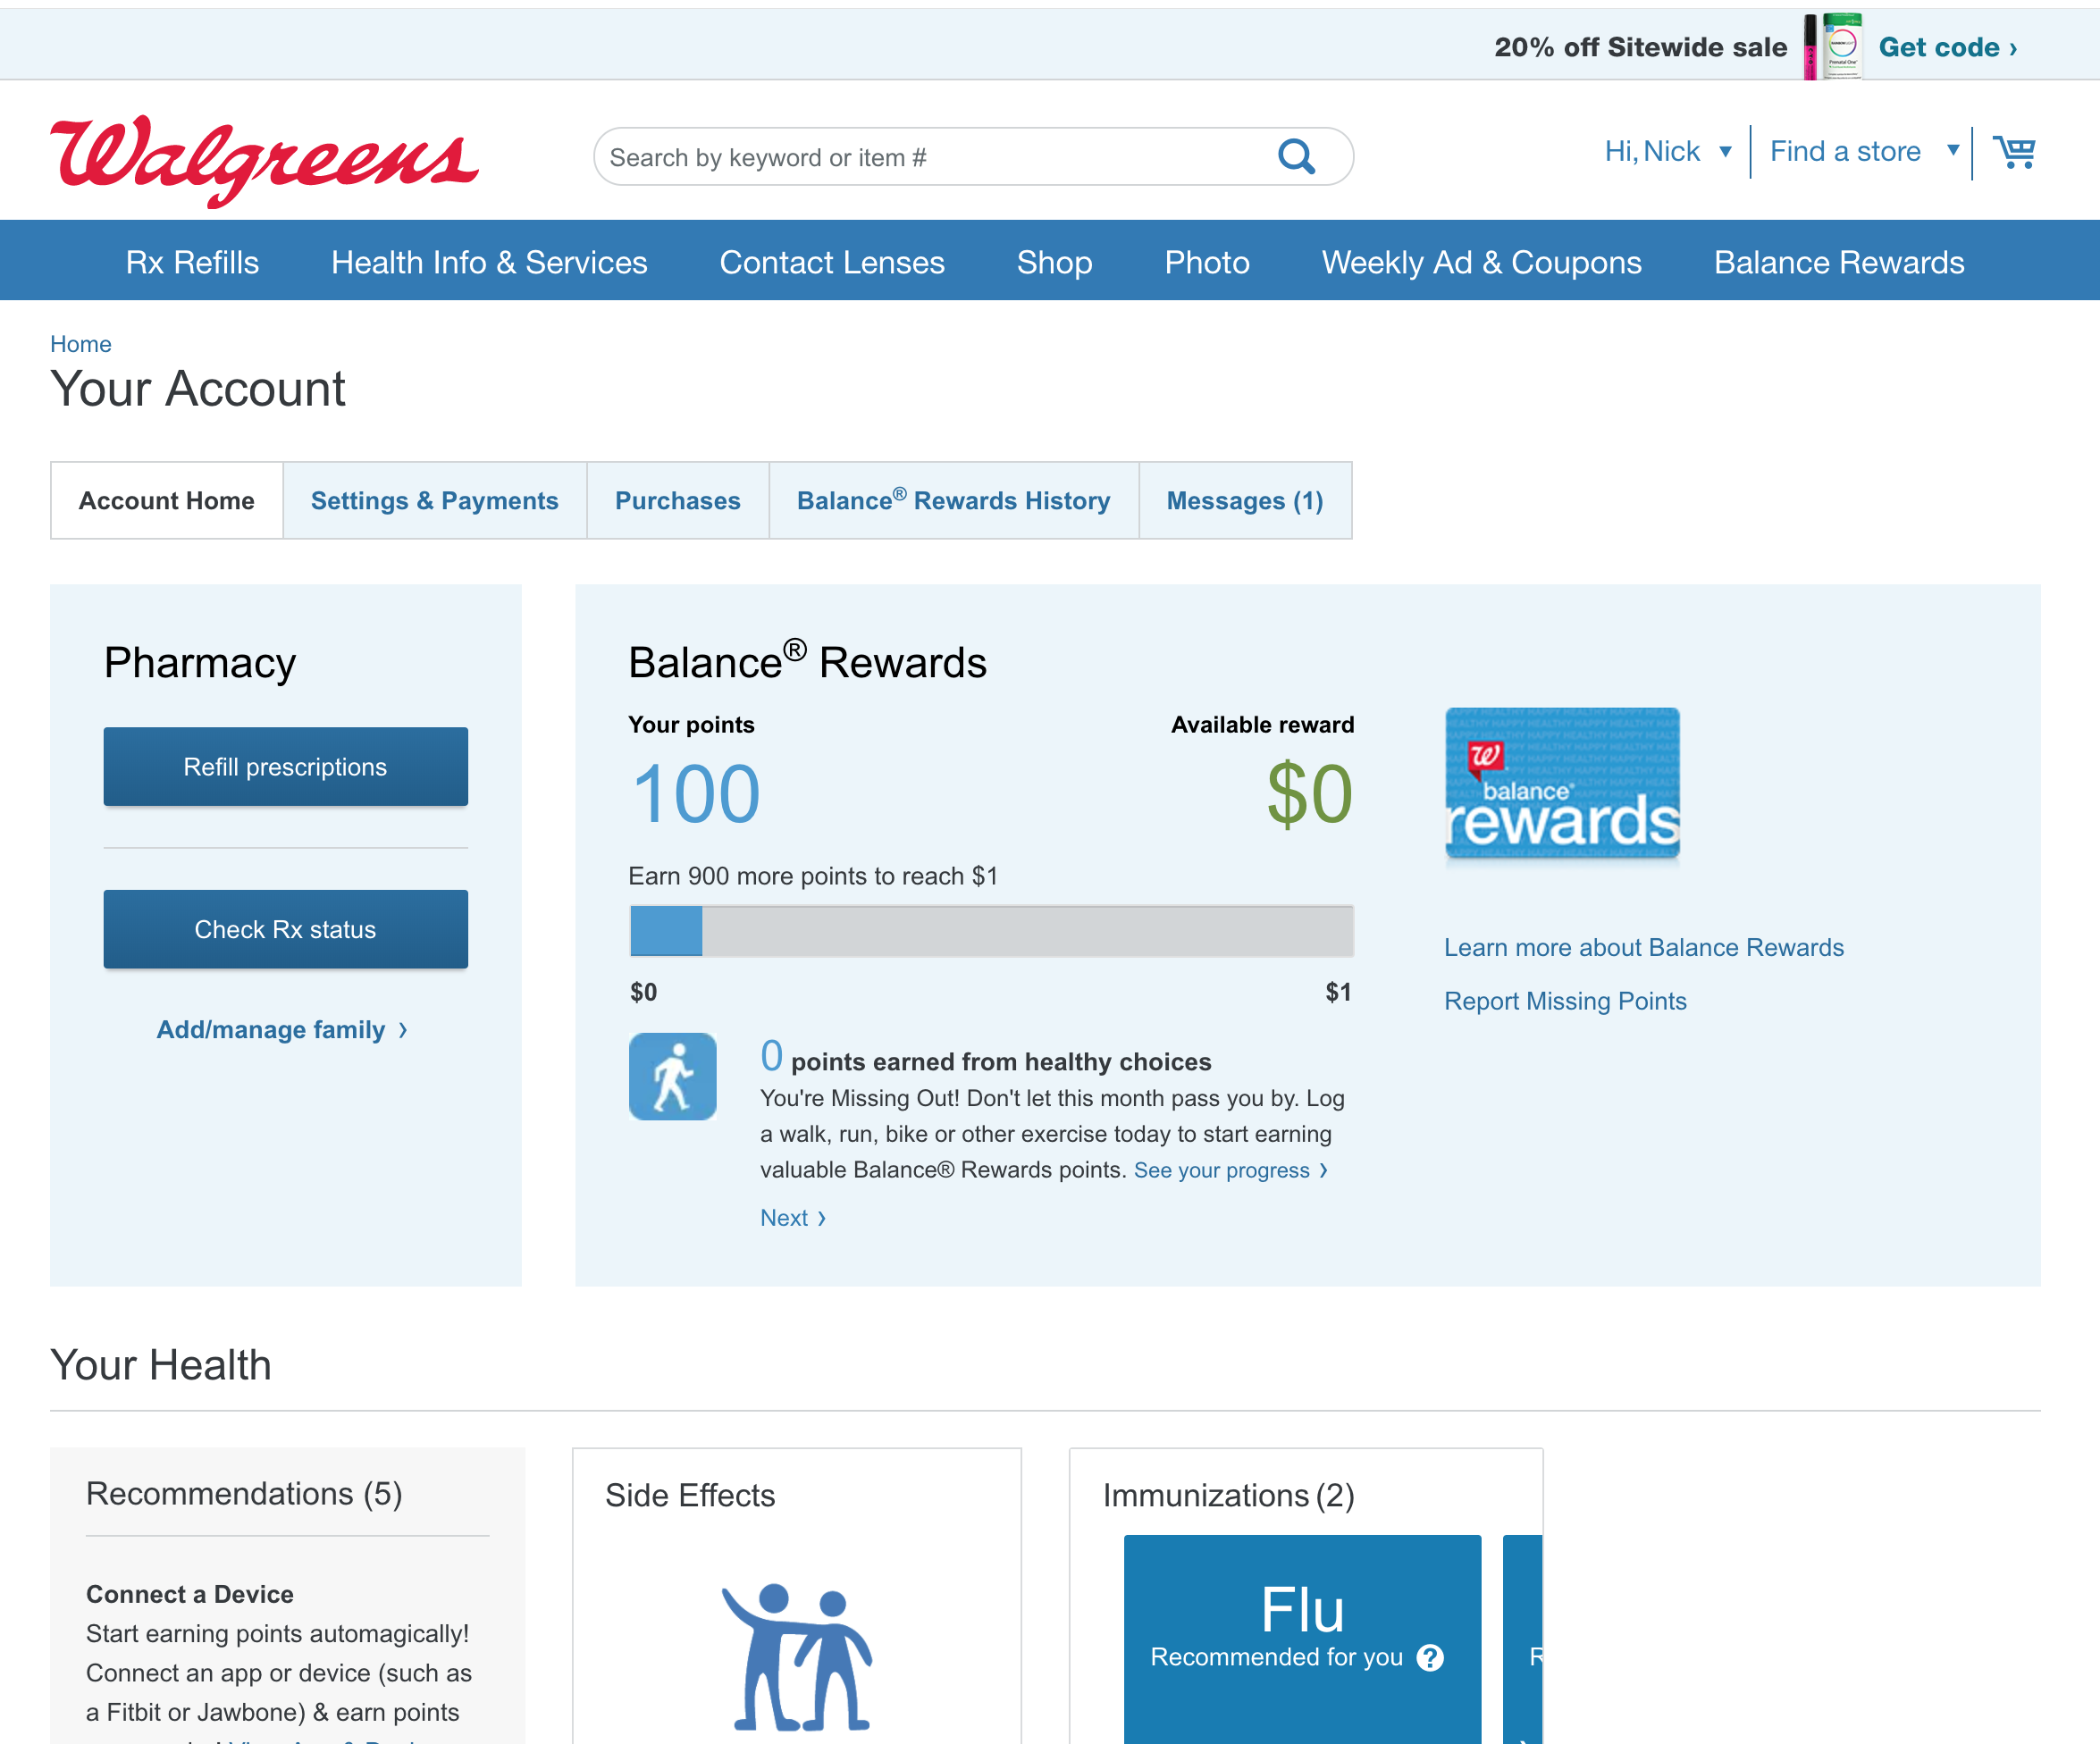 20% off Sitewide sale Get code ›
Walgreens
Search by keyword or item #
Hi, Nick ▼ Find a store ▼
Rx Refills Health Info & Services Contact Lenses Shop Photo Weekly Ad & Coupons Balance Rewards
Home
Your Account
Account Home Settings & Payments Purchases Balance® Rewards History Messages (1)
Pharmacy
Refill prescriptions
Check Rx status
Add/manage family ›
Balance® Rewards
Your points
100
Available reward
$0
Earn 900 more points to reach $1
$0 $1
0 points earned from healthy choices
You're Missing Out! Don't let this month pass you by. Log
a walk, run, bike or other exercise today to start earning
valuable Balance® Rewards points. See your progress ›
Next ›
W
balance®
rewards
Learn more about Balance Rewards
Report Missing Points
Your Health
Recommendations (5)
Connect a Device
Start earning points automagically!
Connect an app or device (such as
a Fitbit or Jawbone) & earn points
Side Effects
Immunizations (2)
Flu
Recommended for you ?